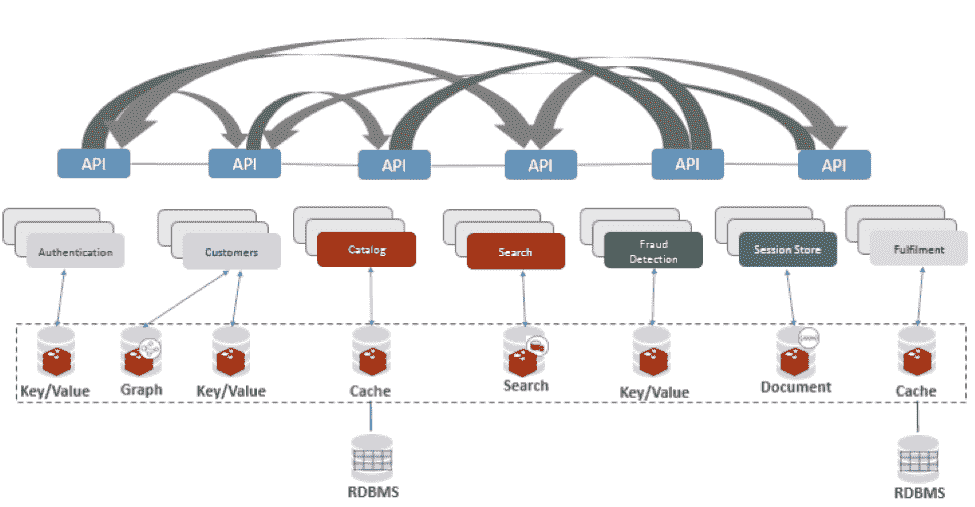 API
API
API
API
API
API
Authentication
Customers
Catalog
Search
Fraud
Detection
Session Store
Fulfilment
Key/Value
Graph
Key/Value
Cache
Search
Key/Value
Document
Cache
RDBMS
RDBMS